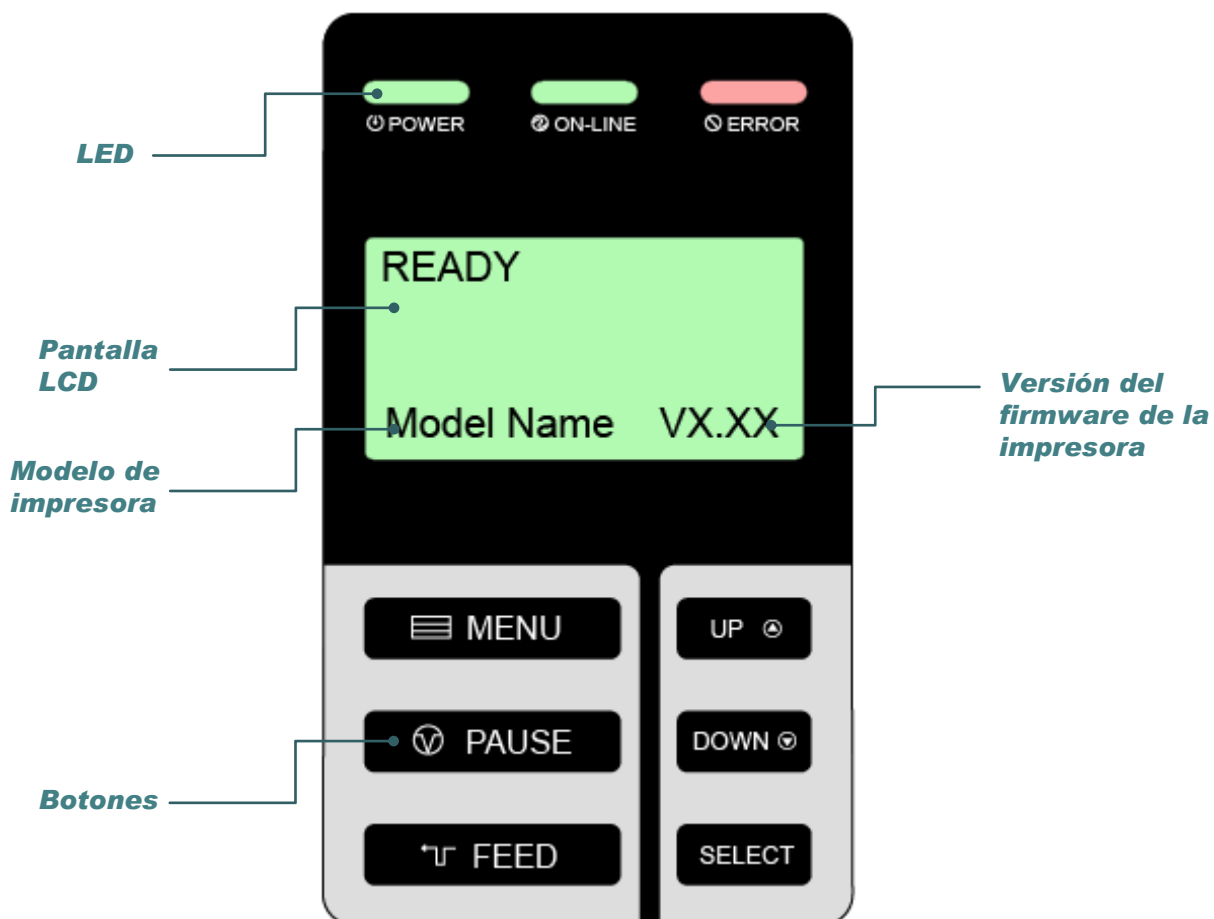 POWER
ON-LINE
ERROR
LED
READY
Pantalla
LCD
Model Name VX.XX
Versión del
firmware de la
impresora
Modelo de
impresora
MENU
UP
PAUSE
DOWN
Botones
FEED
SELECT